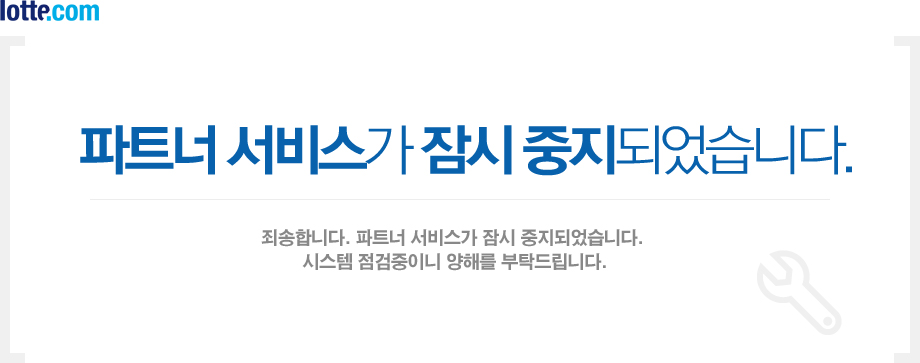 lotte.com
파트너 서비스가 잠시 중지되었습니다.
죄송합니다. 파트너 서비스가 잠시 중지되었습니다.
시스템 점검중이니 양해를 부탁드립니다.